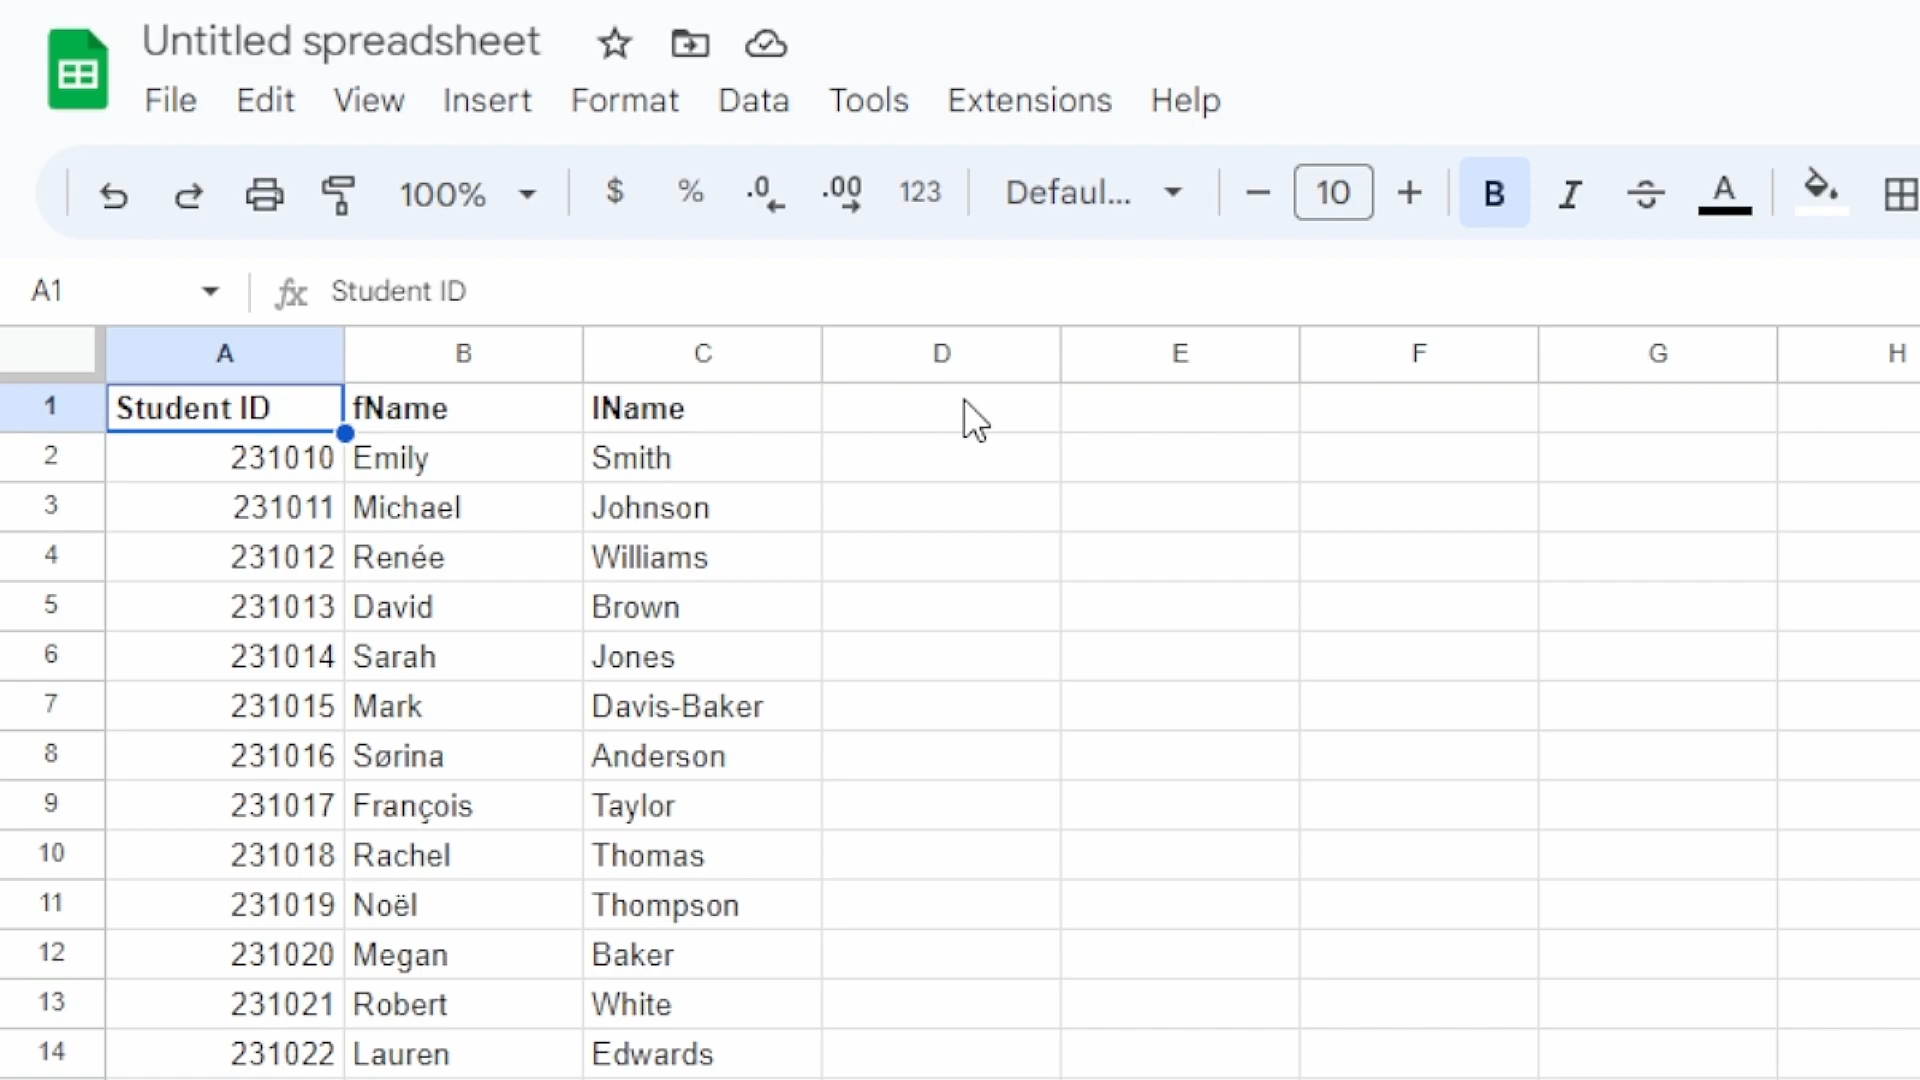 Untitled spreadsheet
File Edit View Insert Format Data Tools Extensions Help
100% $ % .0 .00 123 Defaul... 10 B I A
A1 fx Student ID
A B C D E F G H
1 Student ID fName lName
2 231010 Emily Smith
3 231011 Michael Johnson
4 231012 Renée Williams
5 231013 David Brown
6 231014 Sarah Jones
7 231015 Mark Davis-Baker
8 231016 Sørina Anderson
9 231017 François Taylor
10 231018 Rachel Thomas
11 231019 Noël Thompson
12 231020 Megan Baker
13 231021 Robert White
14 231022 Lauren Edwards